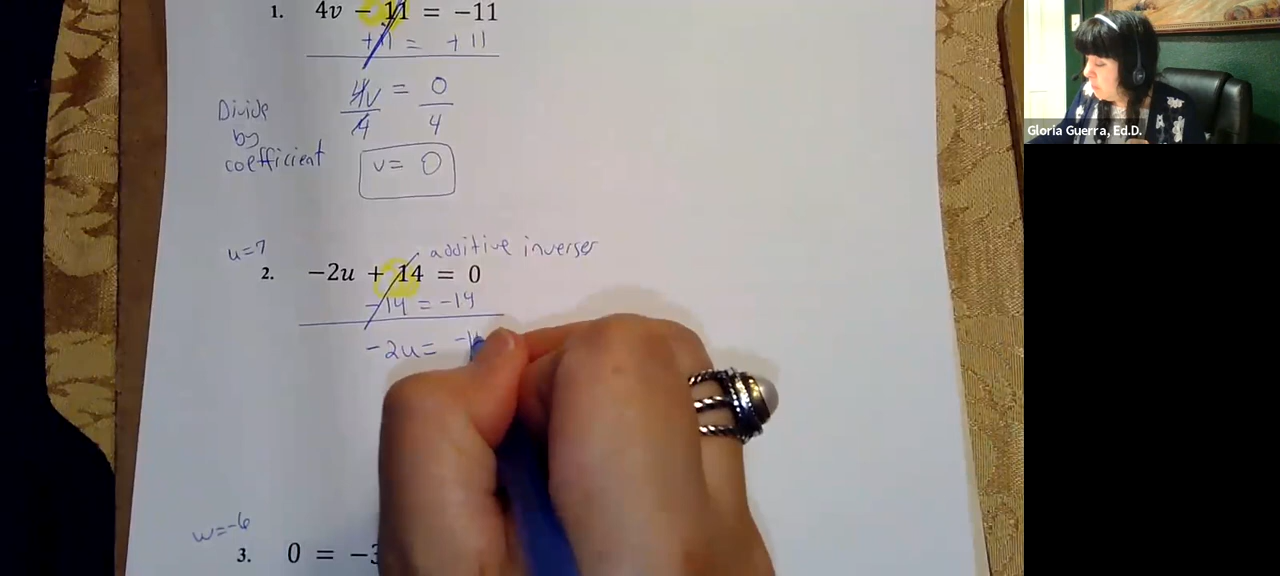 1. 4v − 11 = −11
+11 = +11
4v = 0
4 4
Divide
by
coefficient
v= 0
u=7
additive inverses
2. −2u + 14 = 0
-14 = -14
-2u=
w=-6
3. 0 =
Gloria Guerra, Ed.D.